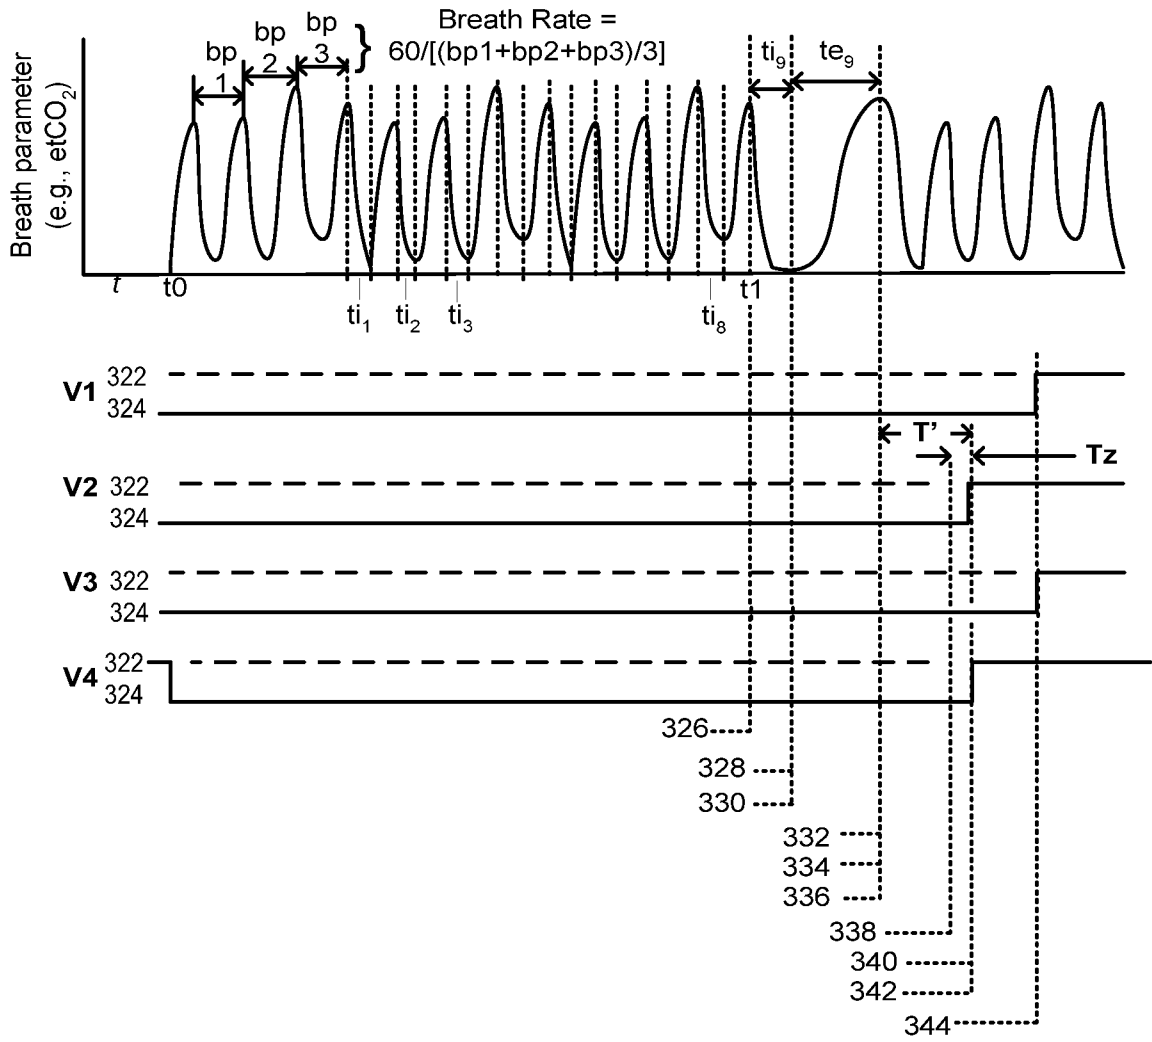 Breath Rate =
60/[(bp1+bp2+bp3)/3]
bp
1
bp
2
bp
3
}
ti₉
te₉
Breath parameter
(e.g., etCO₂)
t
t0
t1
ti₁
ti₂
ti₃
ti₈
V1
322
324
T’
Tz
V2
322
324
V3
322
324
V4
322
324
326
328
330
332
334
336
338
340
342
344